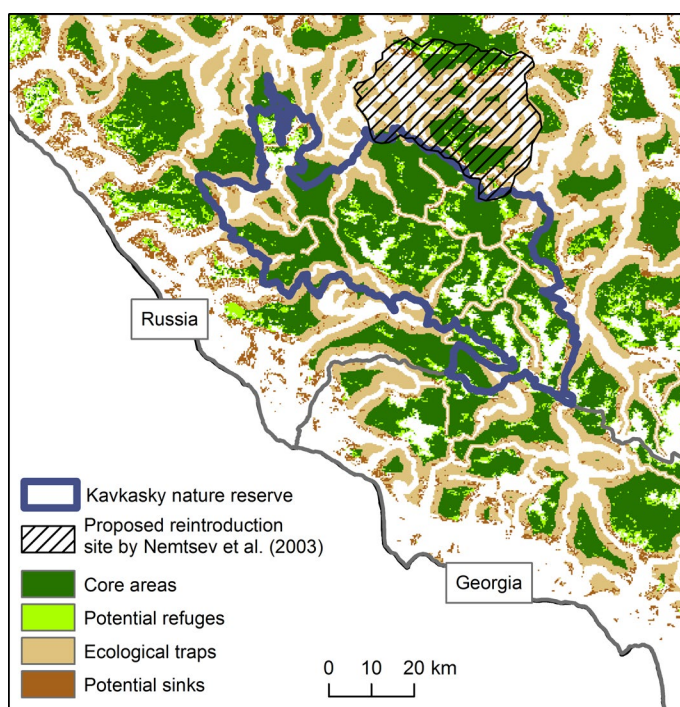 Russia
Georgia
Kavkasky nature reserve
Proposed reintroduction
site by Nemtsev et al. (2003)
Core areas
Potential refuges
Ecological traps
Potential sinks
0 10 20 km